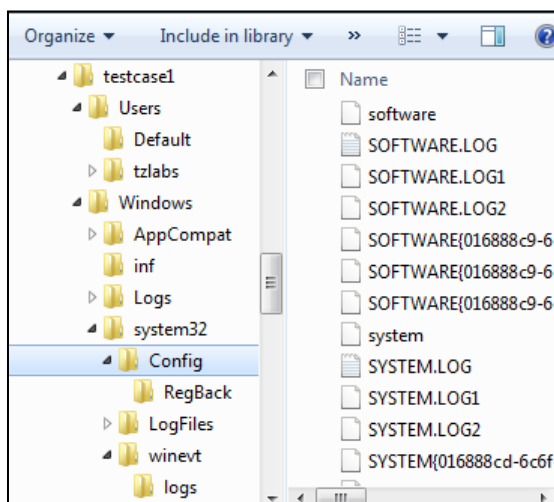 Organize Include in library »
testcase1
Users
Default
tzlabs
Windows
AppCompat
inf
Logs
system32
Config
RegBack
LogFiles
winevt
logs
Name
software
SOFTWARE.LOG
SOFTWARE.LOG1
SOFTWARE.LOG2
SOFTWARE{016888c9-6
SOFTWARE{016888c9-6
SOFTWARE{016888c9-6
system
SYSTEM.LOG
SYSTEM.LOG1
SYSTEM.LOG2
SYSTEM{016888cd-6c6f